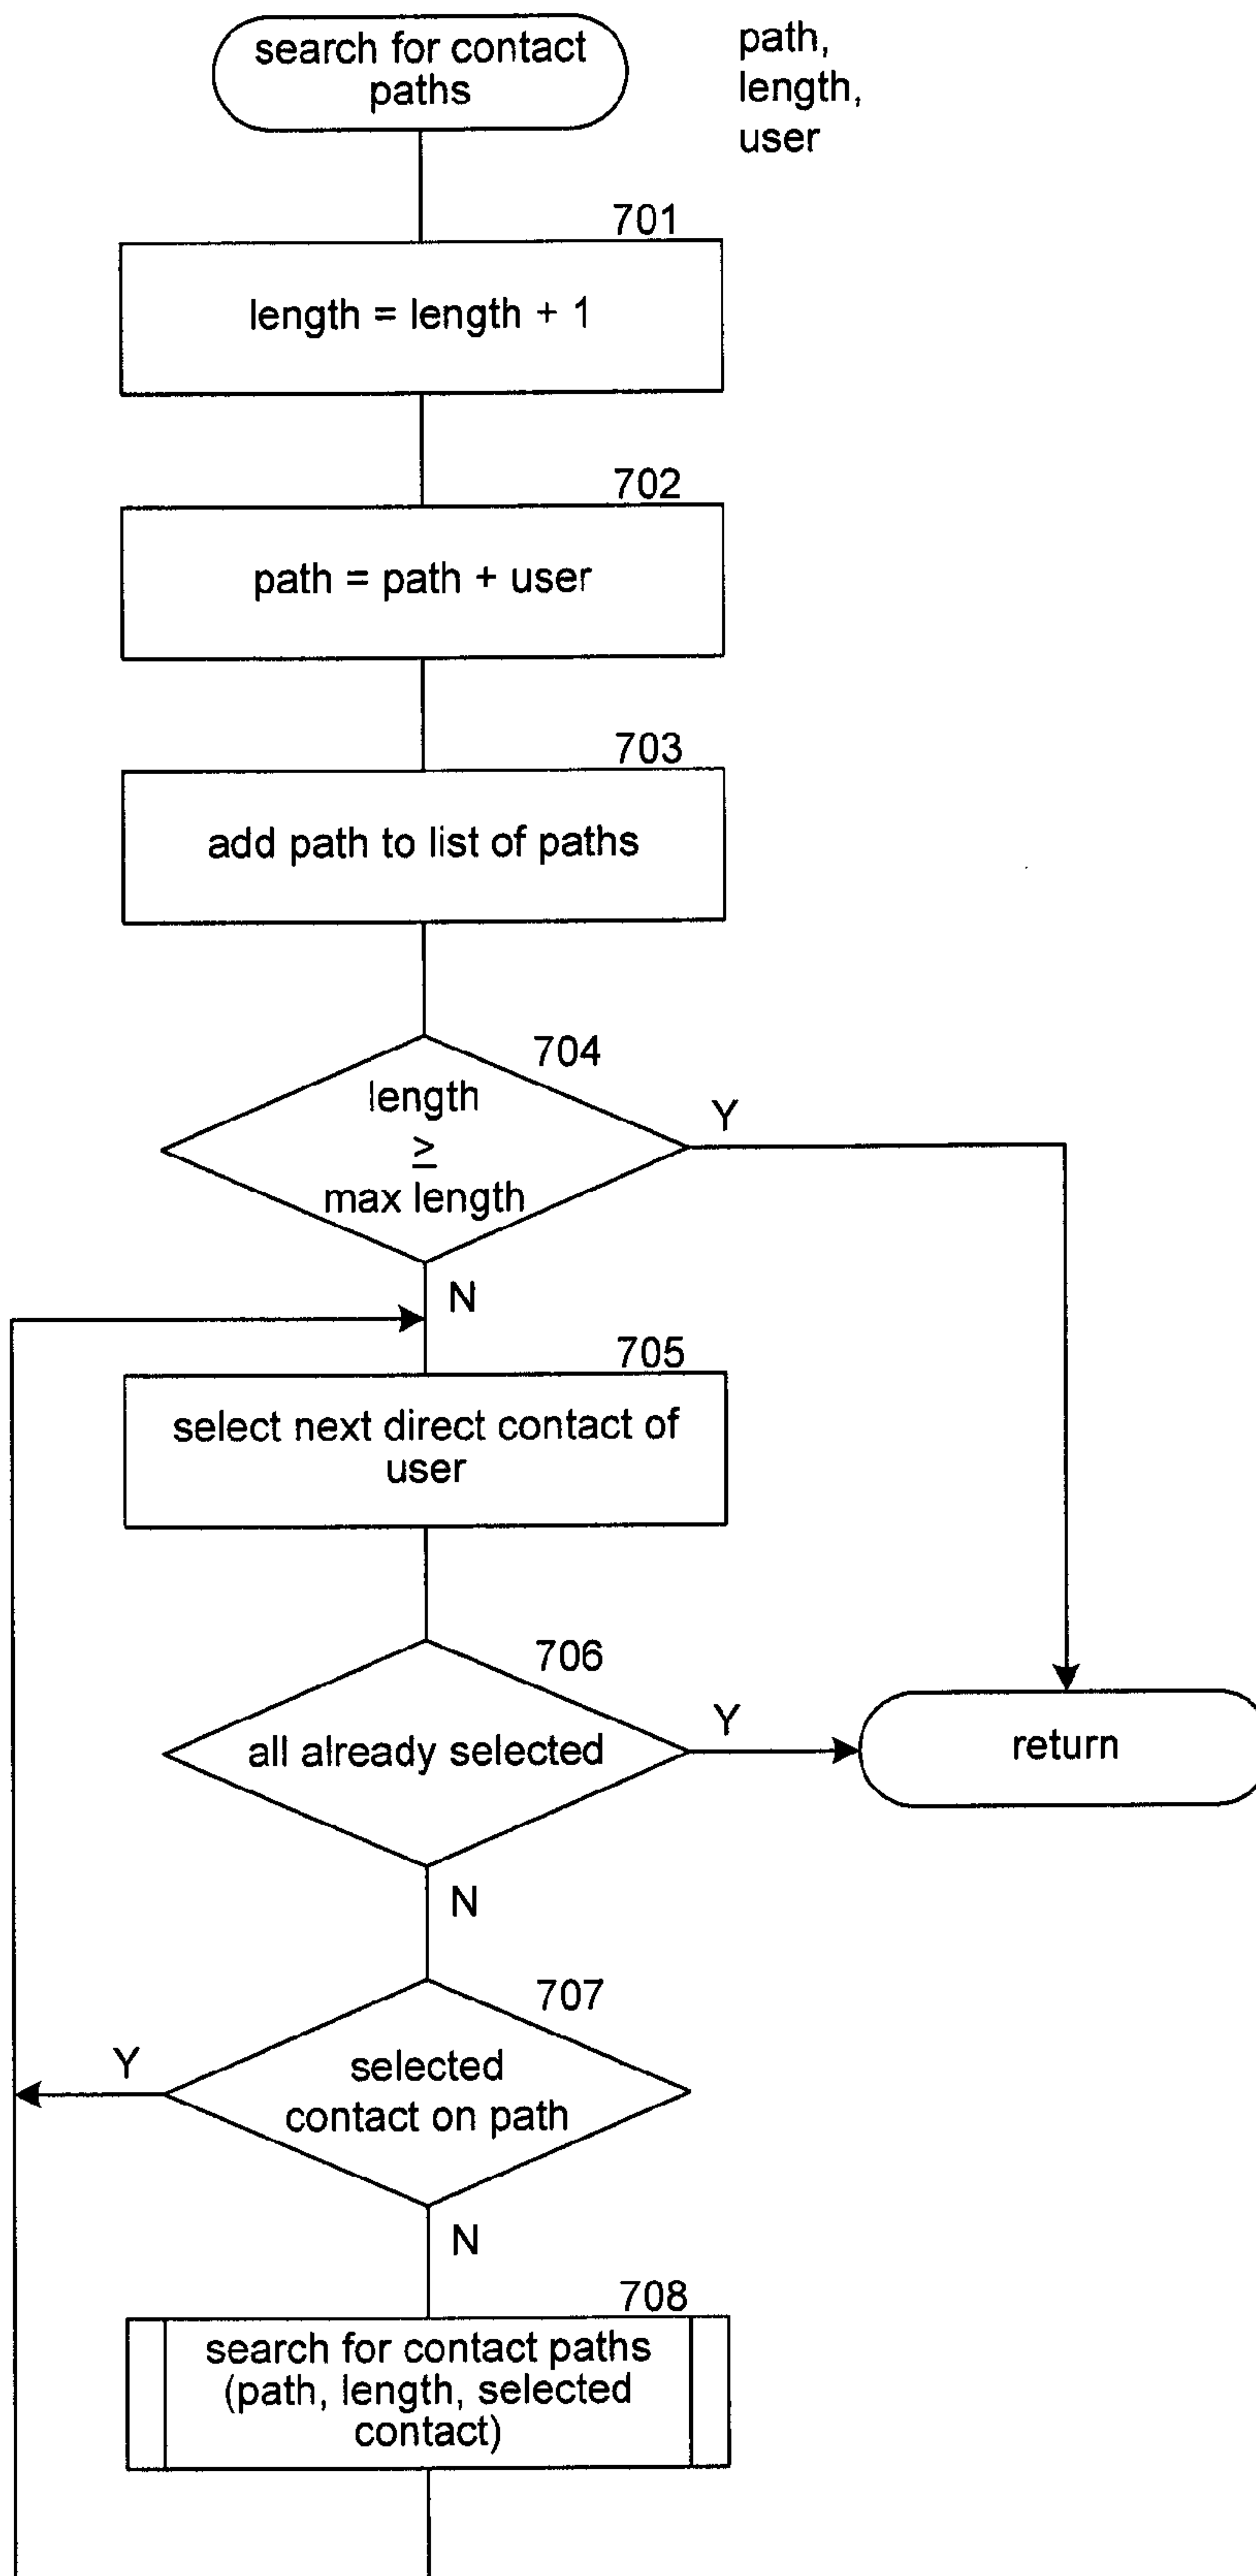 search for contact
paths
path,
length,
user
701
length = length + 1
702
path = path + user
703
add path to list of paths
704
length
≥
max length
Y
N
705
select next direct contact of
user
706
all already selected
Y
return
N
707
selected
contact on path
Y
N
708
search for contact paths
(path, length, selected
contact)